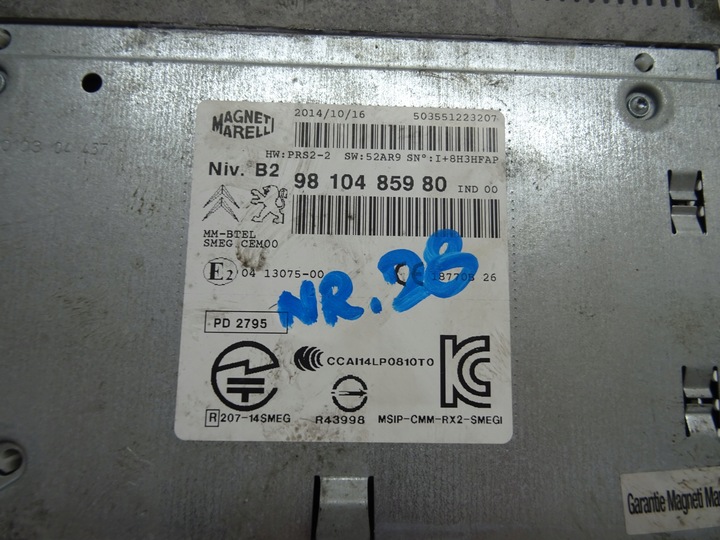 MAGNETI
MARELLI
2014/10/16 503551223207
HW:PRS2-2 SW:52AR9 SN°:I+8H3HFAP
Niv. B2 98 104 859 80 IND 00
MM-BTEL
SMEG CEM00
E2 04 13075-00 CE 26
NR. 28
PD 2795
CCAI14LP0810T0
R 207-14SMEG R43998 MSIP-CMM-RX2-SMEGI
Garantie Magneti